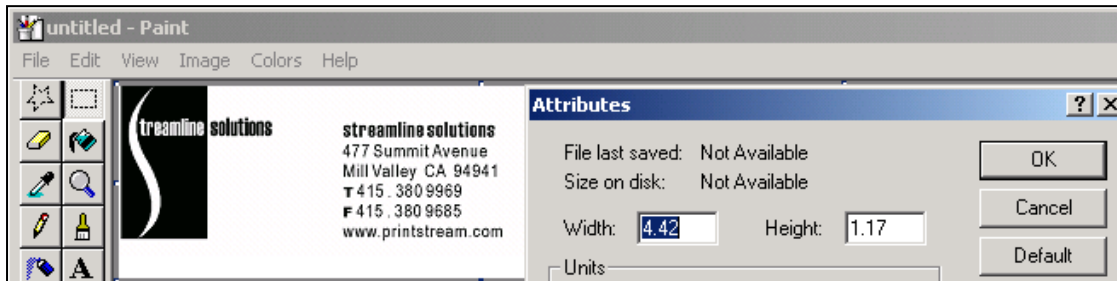 untitled - Paint
File Edit View Image Colors Help
treamline solutions
streamline solutions
477 Summit Avenue
Mill Valley CA 94941
T 415 . 380 9969
F 415 . 380 9685
www.printstream.com
A
Attributes
? X
File last saved: Not Available
Size on disk: Not Available
Width: 4.42 Height: 1.17
Units
OK
Cancel
Default